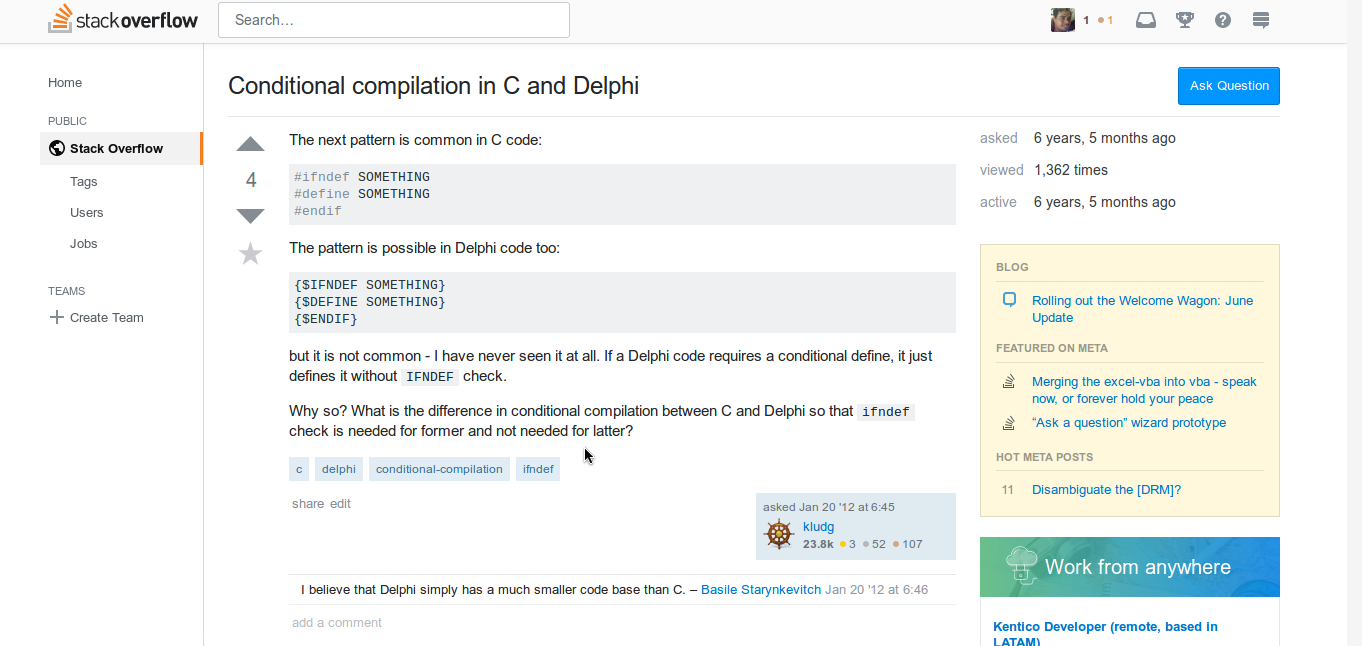 stackoverflow
Search…
1 1
Home
PUBLIC
Stack Overflow
Tags
Users
Jobs
TEAMS
Create Team
Conditional compilation in C and Delphi
Ask Question
4
The next pattern is common in C code:
#ifndef SOMETHING
#define SOMETHING
#endif
The pattern is possible in Delphi code too:
{$IFNDEF SOMETHING}
{$DEFINE SOMETHING}
{$ENDIF}
but it is not common - I have never seen it at all. If a Delphi code requires a conditional define, it just
defines it without IFNDEF check.
Why so? What is the difference in conditional compilation between C and Delphi so that ifndef
check is needed for former and not needed for latter?
c delphi conditional-compilation ifndef
share edit
asked Jan 20 '12 at 6:45
kludg
23.8k 3 52 107
I believe that Delphi simply has a much smaller code base than C. – Basile Starynkevitch Jan 20 '12 at 6:46
add a comment
asked 6 years, 5 months ago
viewed 1,362 times
active 6 years, 5 months ago
BLOG
Rolling out the Welcome Wagon: June
Update
FEATURED ON META
Merging the excel-vba into vba - speak
now, or forever hold your peace
“Ask a question” wizard prototype
HOT META POSTS
11 Disambiguate the [DRM]?
Work from anywhere
Kentico Developer (remote, based in
LATAM)